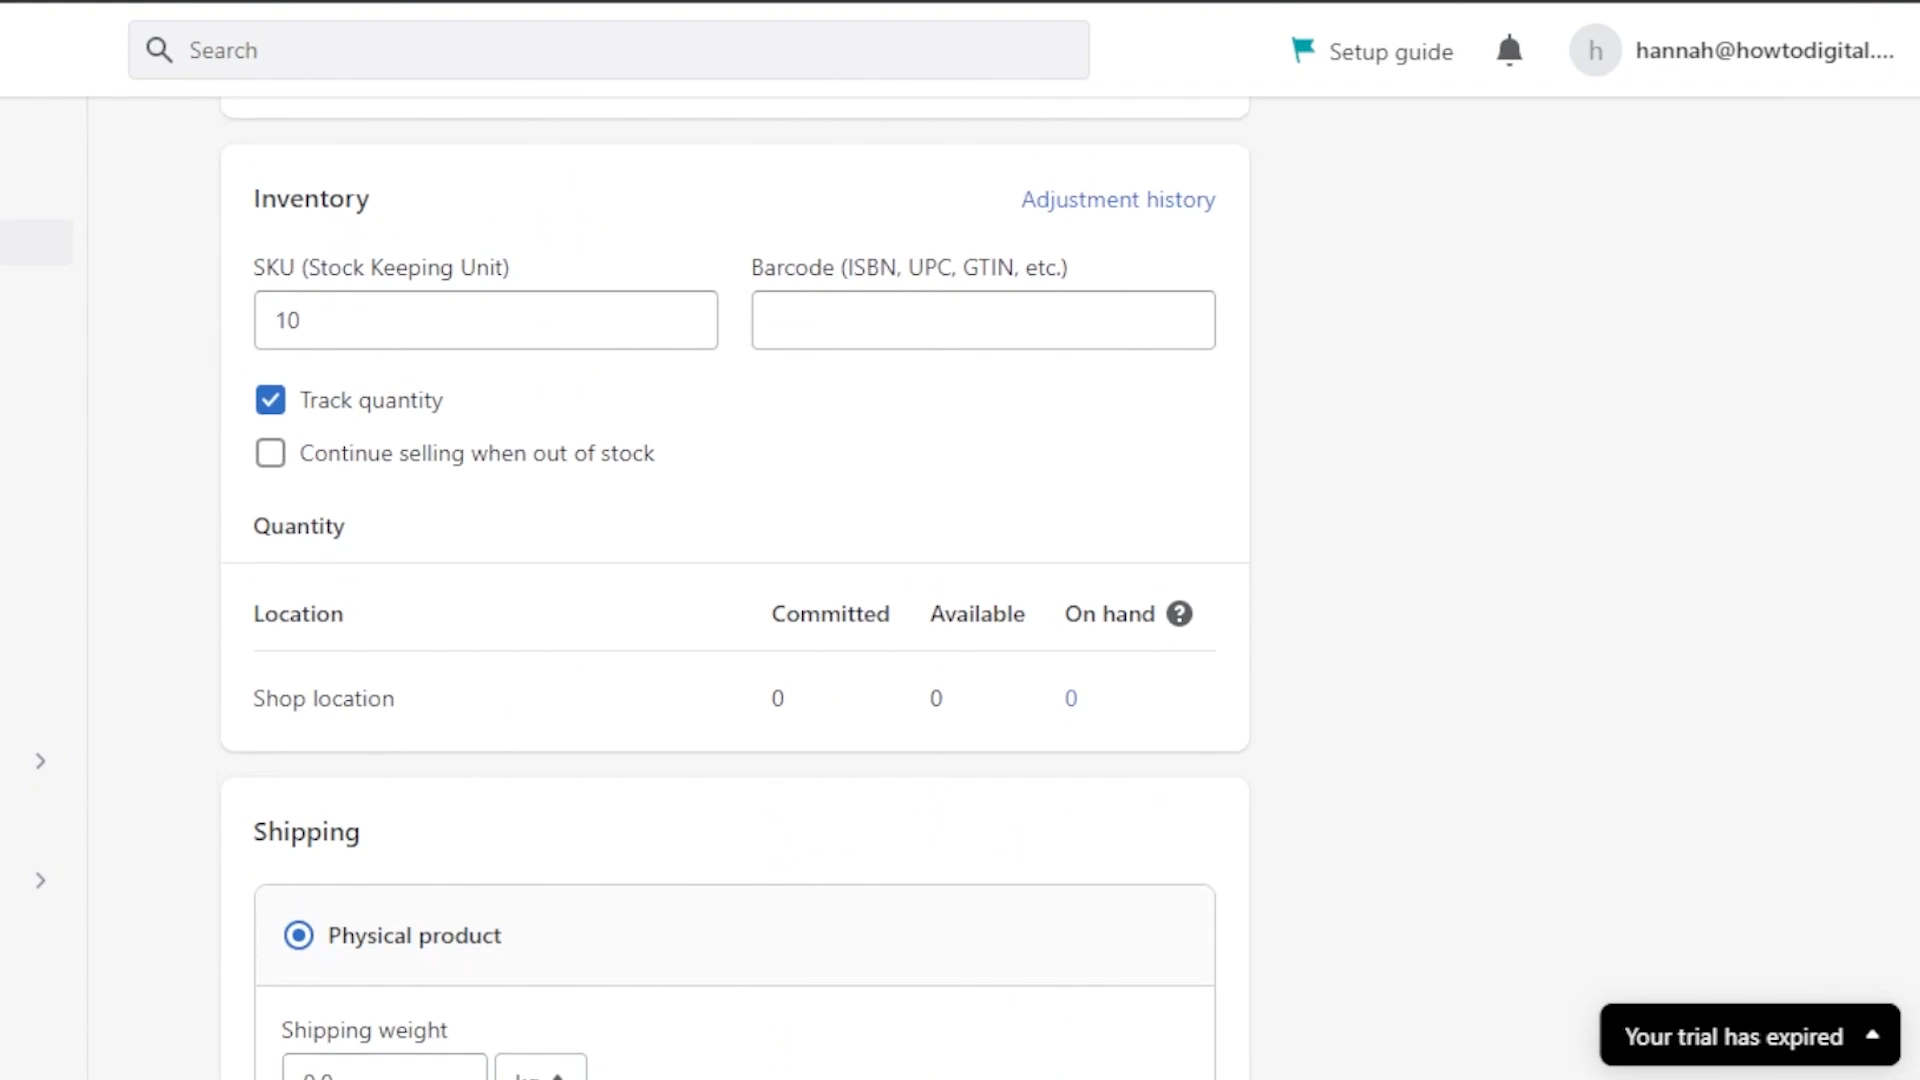 Search
Setup guide
h
hannah@howtodigital....
Inventory
Adjustment history
SKU (Stock Keeping Unit)
Barcode (ISBN, UPC, GTIN, etc.)
10
Track quantity
Continue selling when out of stock
Quantity
Location Committed Available On hand ?
Shop location 0 0 0
Shipping
Physical product
Shipping weight
Your trial has expired